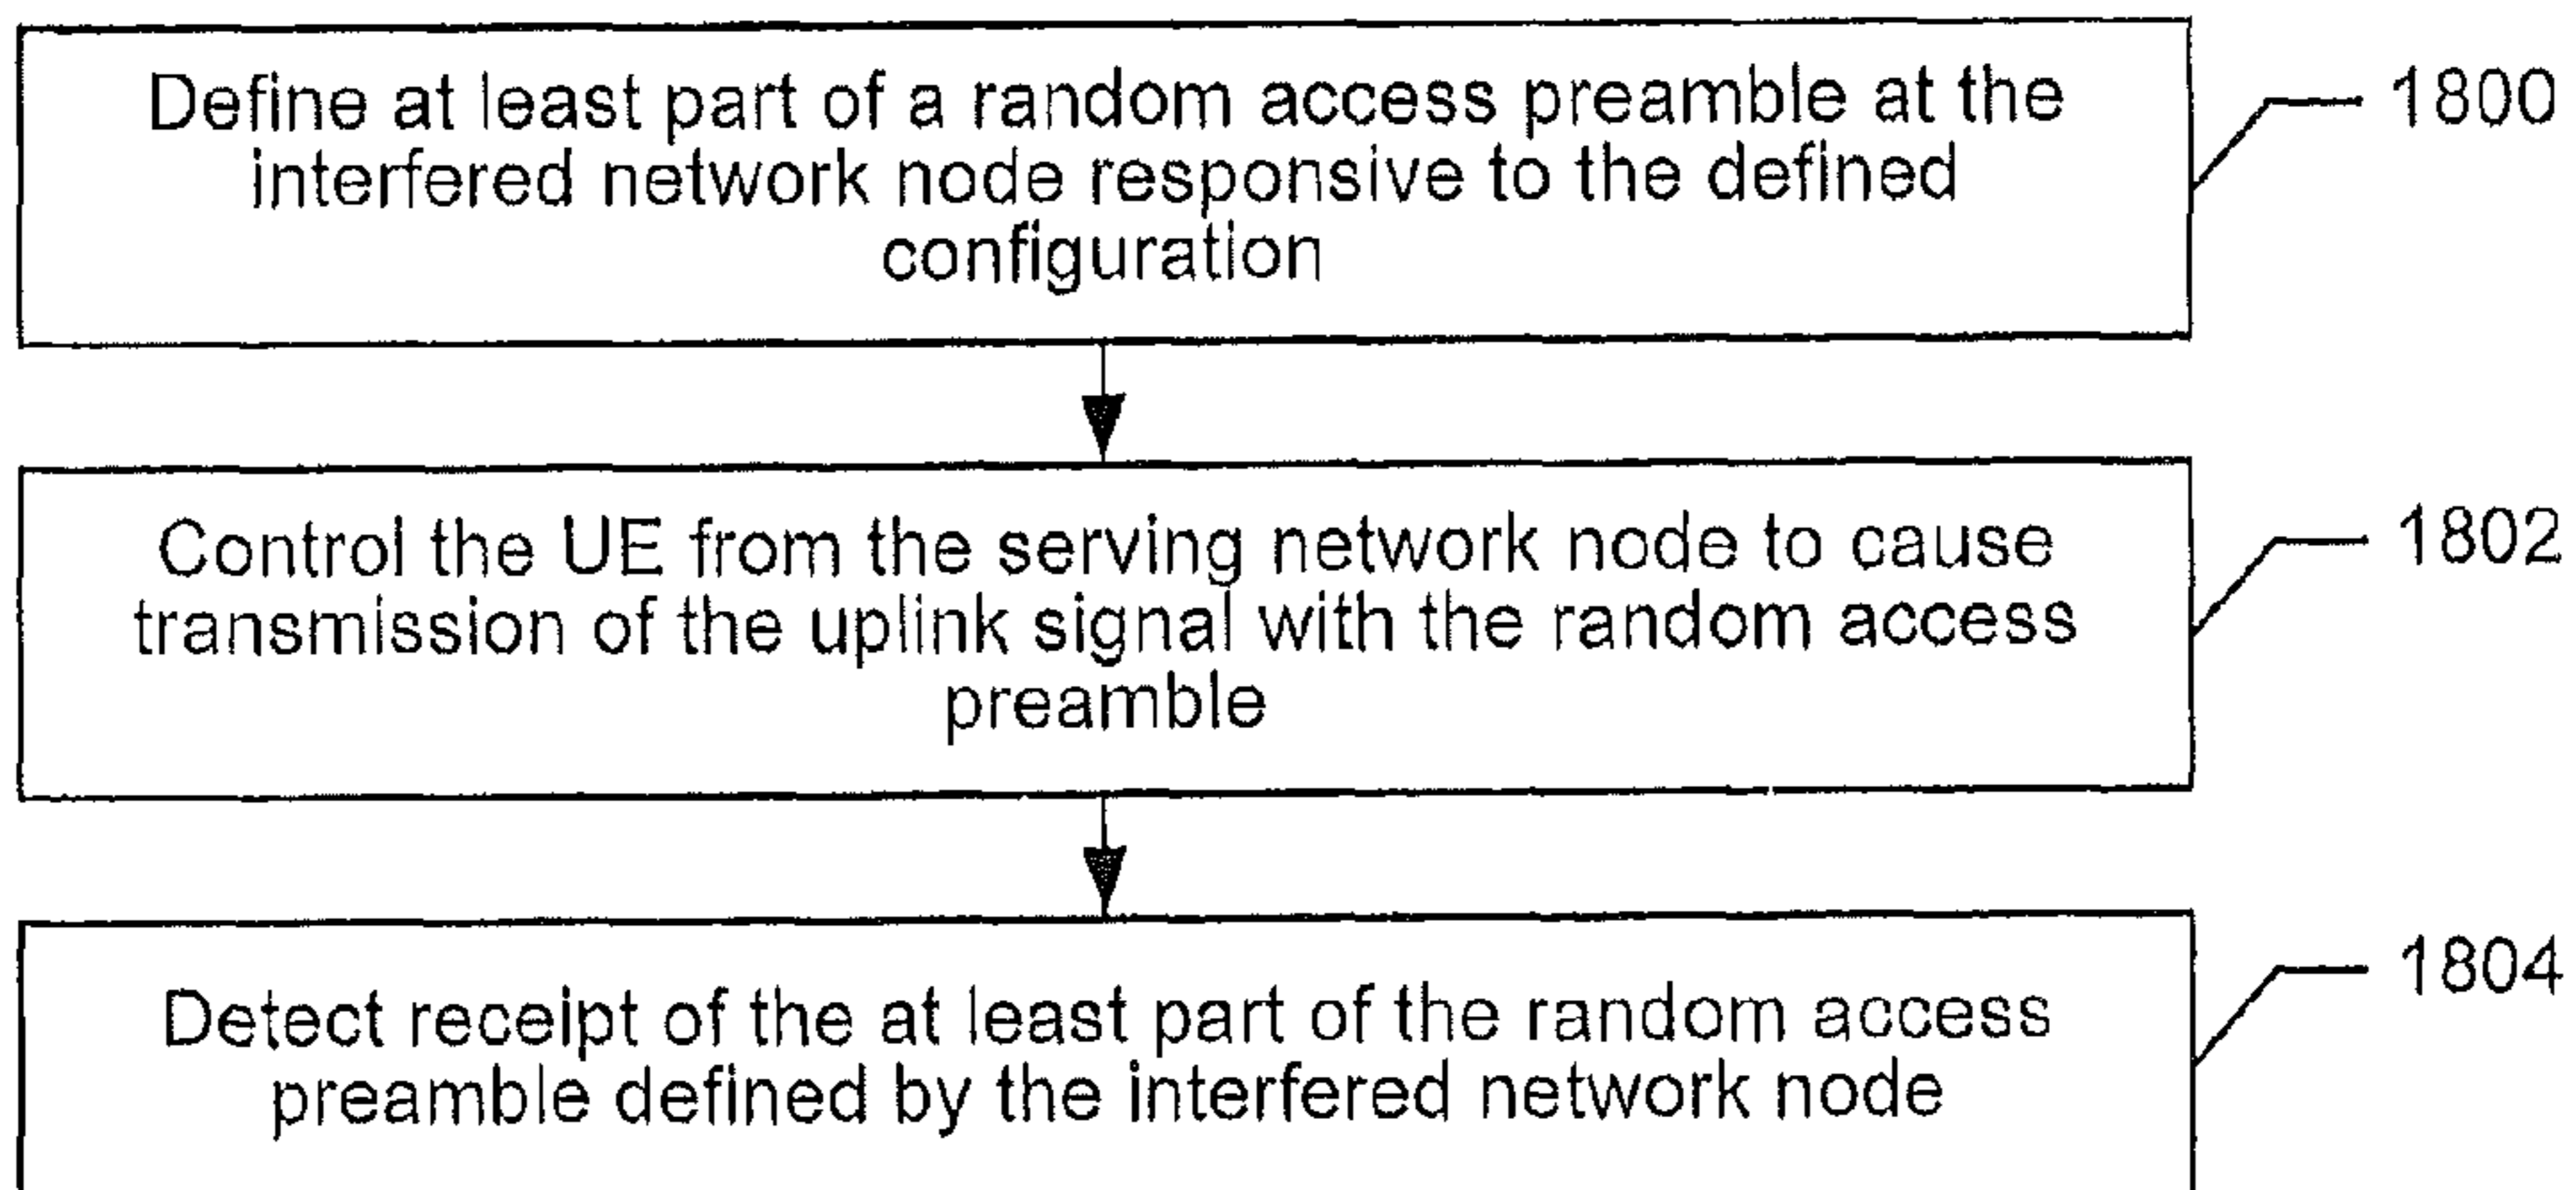 Define at least part of a random access preamble at the
interfered network node responsive to the defined
configuration
1800
Control the UE from the serving network node to cause
transmission of the uplink signal with the random access
preamble
1802
Detect receipt of the at least part of the random access
preamble defined by the interfered network node
1804